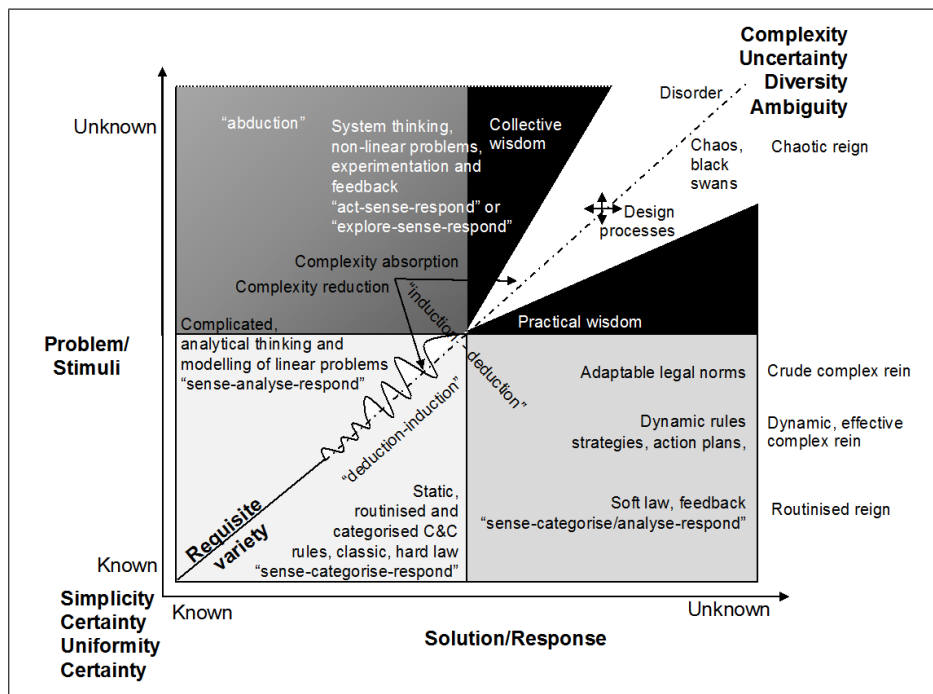 Complexity
Uncertainty
Diversity
Ambiguity
Disorder
Unknown
"abduction"
System thinking,
non-linear problems,
experimentation and
feedback
"act-sense-respond" or
"explore-sense-respond"
Collective
wisdom
Chaos,
black
swans
Chaotic reign
Design
processes
Complexity absorption
Complexity reduction
"induction-
deduction"
Practical wisdom
Problem/
Stimuli
Complicated,
analytical thinking and
modelling of linear problems
"sense-analyse-respond"
"deduction-induction"
Adaptable legal norms
Crude complex rein
Dynamic rules
strategies, action plans,
Dynamic, effective
complex rein
Static,
routinised and
categorised C&C
rules, classic, hard law
"sense-categorise-respond"
Soft law, feedback
"sense-categorise/analyse-respond"
Routinised reign
Requisite
variety
Known
Simplicity
Certainty
Uniformity
Certainty
Known
Solution/Response
Unknown